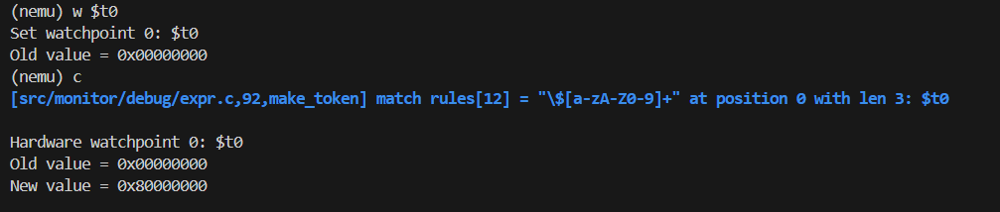 (nemu) w $t0
Set watchpoint 0: $t0
Old value = 0x00000000
(nemu) c
[src/monitor/debug/expr.c,92,make_token] match rules[12] = "\$[a-zA-Z0-9]+" at position 0 with len 3: $t0
Hardware watchpoint 0: $t0
Old value = 0x00000000
New value = 0x80000000